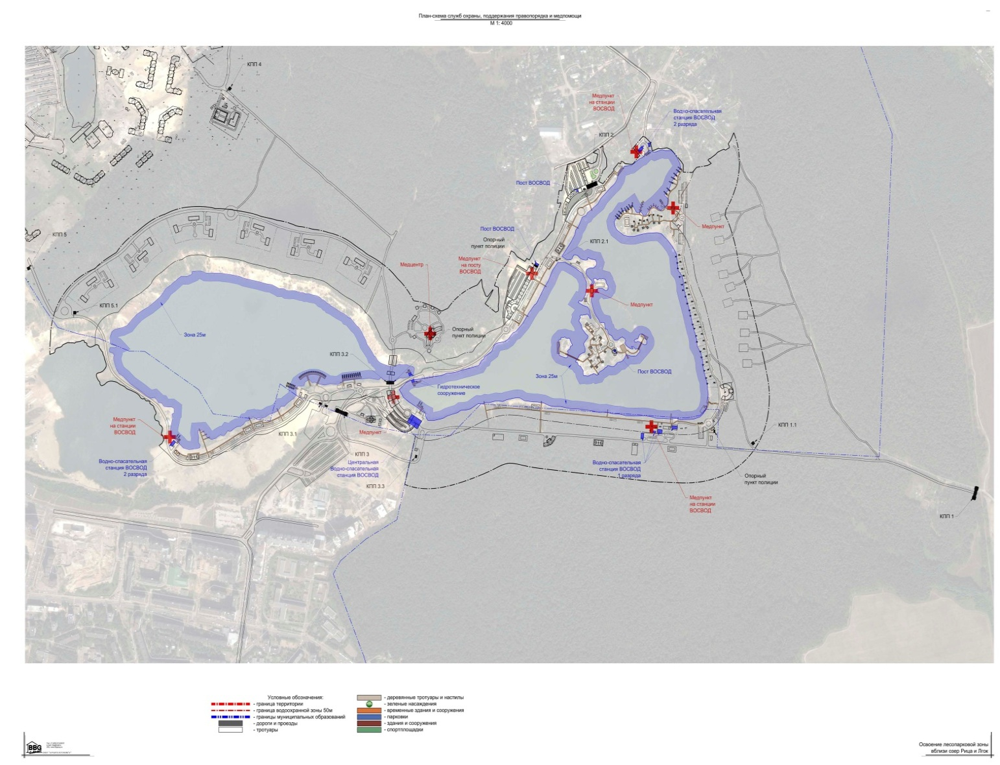 План-схема служб охраны, поддержания правопорядка и медпомощи
М 1: 4000
КПП 4
Медпункт
на станции
ВОСВОД
Водно-спасательная
станция ВОСВОД
2 разряда
КПП 2
Пост ВОСВОД
Пост ВОСВОД
Опорный
пункт полиции
Медпункт
КПП 5
КПП 2.1
Медпункт
на посту
ВОСВОД
Медцентр
КПП 5.1
Медпункт
Опорный
пункт полиции
Зона 25м
КПП 3.2
Пост ВОСВОД
Зона 25м
Гидротехническое
сооружение
Медпункт
на станции
ВОСВОД
КПП 3.1
Медпункт
КПП 1.1
КПП 3
Водно-спасательная
станция ВОСВОД
2 разряда
Центральная
Водно-спасательная
станция ВОСВОД
КПП 3.3
Водно-спасательная
станция ВОСВОД
1 разряда
Опорный
пункт полиции
Медпункт
на станции
ВОСВОД
КПП 1
Условные обозначения:
- граница территории
- граница водоохранной зоны 50м
- границы муниципальных образований
- дороги и проезды
- тротуары
- деревянные тротуары и настилы
- зеленые насаждения
- временные здания и сооружения
- парковки
- здания и сооружения
- спортплощадки
BBG
Освоение лесопарковой зоны
вблизи озер Рица и Лгок